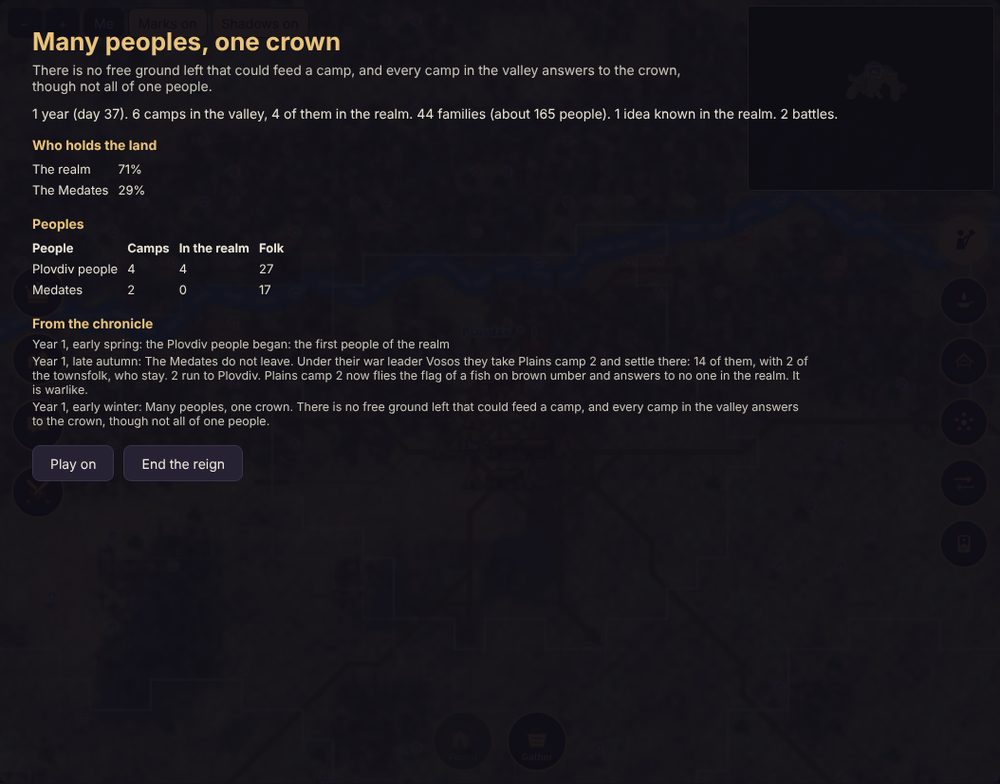 - + Me Marks on Shadows on
Many peoples, one crown
There is no free ground left that could feed a camp, and every camp in the valley answers to the crown,
though not all of one people.
1 year (day 37). 6 camps in the valley, 4 of them in the realm. 44 families (about 165 people). 1 idea known in the realm. 2 battles.
Who holds the land
The realm 71%
The Medates 29%
Peoples
People Camps In the realm Folk
Plovdiv people 4 4 27
Medates 2 0 17
From the chronicle
Year 1, early spring: the Plovdiv people began: the first people of the realm
Year 1, late autumn: The Medates do not leave. Under their war leader Vosos they take Plains camp 2 and settle there: 14 of them, with 2 of
the townsfolk, who stay. 2 run to Plovdiv. Plains camp 2 now flies the flag of a fish on brown umber and answers to no one in the realm. It
is warlike.
Year 1, early winter: Many peoples, one crown. There is no free ground left that could feed a camp, and every camp in the valley answers
to the crown, though not all of one people.
Play on End the reign
Gather